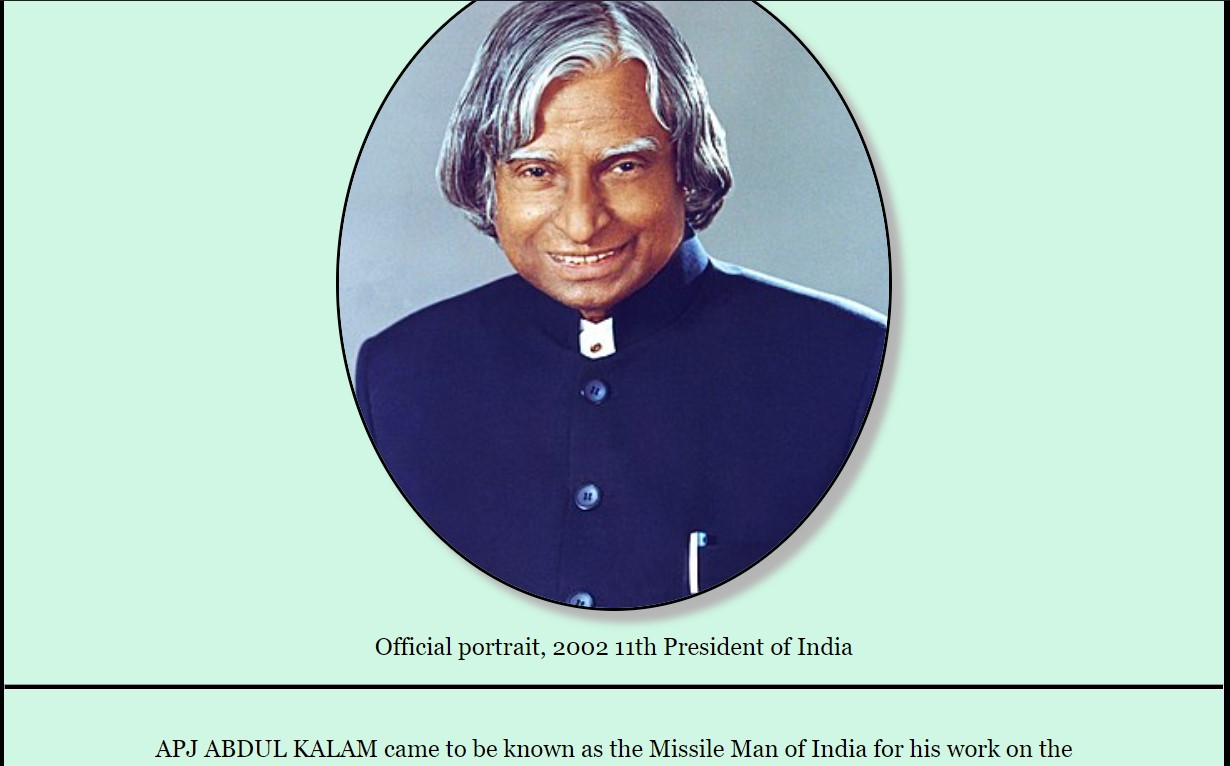 Official portrait, 2002 11th President of India
APJ ABDUL KALAM came to be known as the Missile Man of India for his work on the